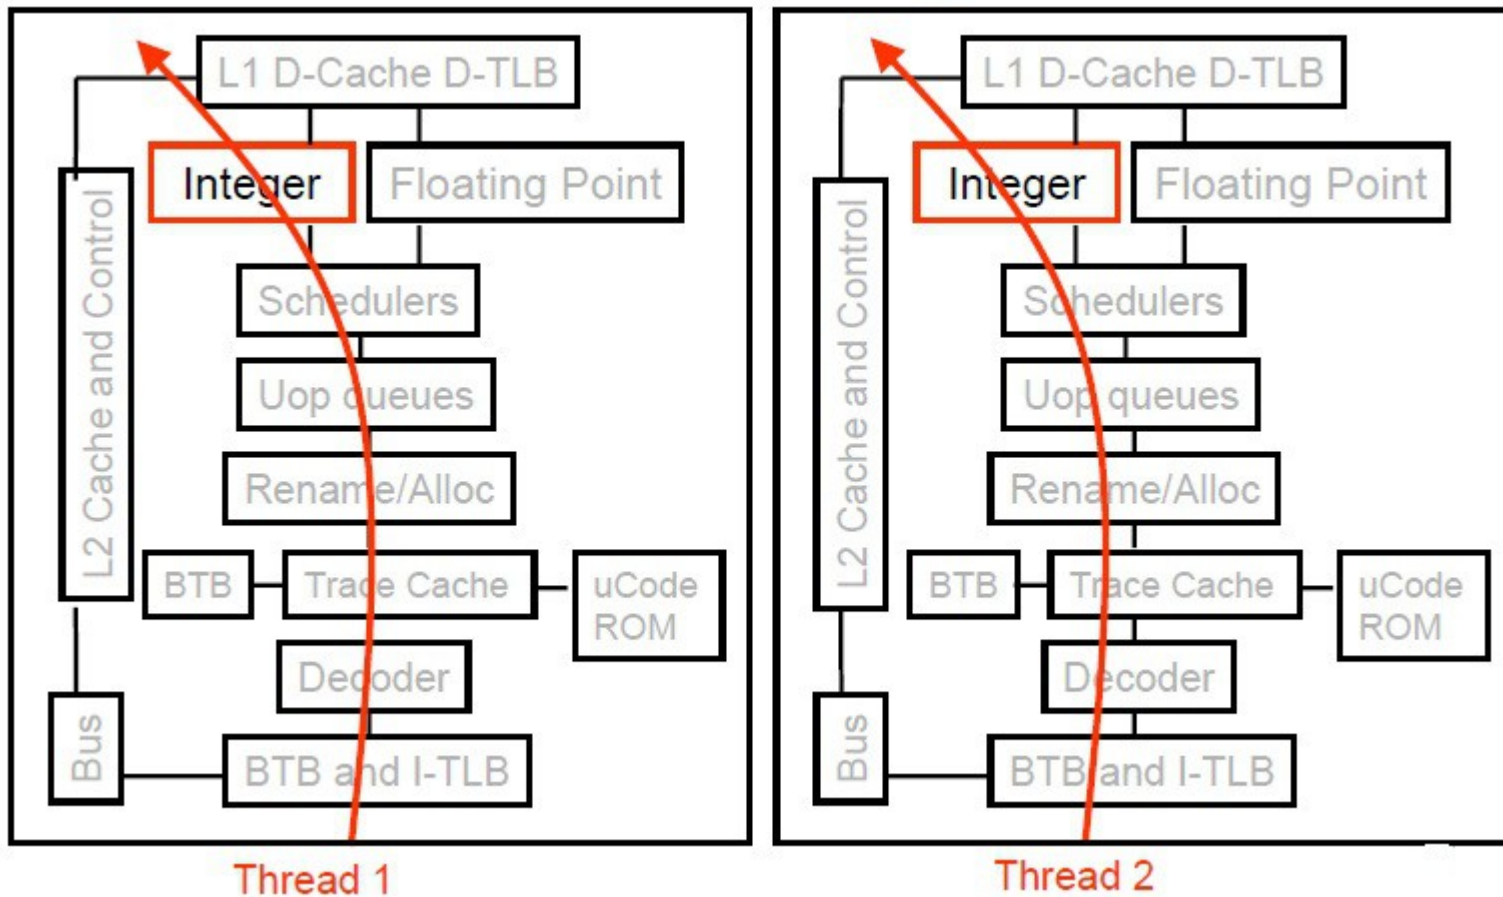 L1 D-Cache D-TLB
Integer
Floating Point
L2 Cache and Control
Schedulers
Uop queues
Rename/Alloc
BTB
Trace Cache
uCode
ROM
Decoder
Bus
BTB and I-TLB
Thread 1
L1 D-Cache D-TLB
Integer
Floating Point
L2 Cache and Control
Schedulers
Uop queues
Rename/Alloc
BTB
Trace Cache
uCode
ROM
Decoder
Bus
BTB and I-TLB
Thread 2